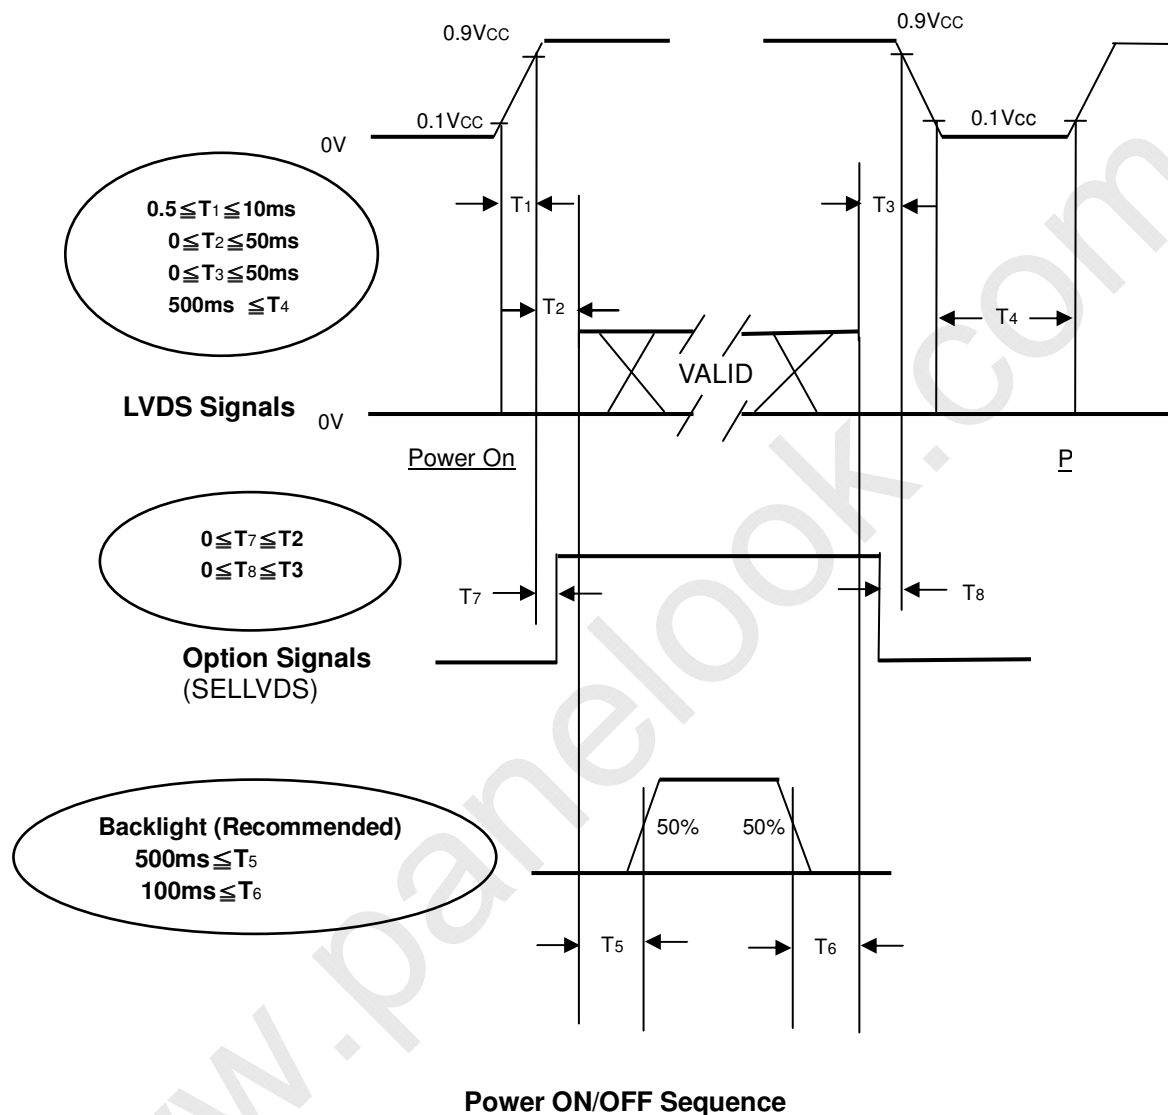 0.9Vcc
0.9Vcc
0.1Vcc
0.1Vcc
0V
0.5≦T1≦10ms
0≦T2≦50ms
0≦T3≦50ms
500ms ≦T4
T1
T3
T2
T4
VALID
LVDS Signals
0V
Power On
P
0≦T7≦T2
0≦T8≦T3
T7
T8
Option Signals
(SELLVDS)
Backlight (Recommended)
500ms≦T5
100ms≦T6
50%
50%
T5
T6
Power ON/OFF Sequence
www.panelook.com